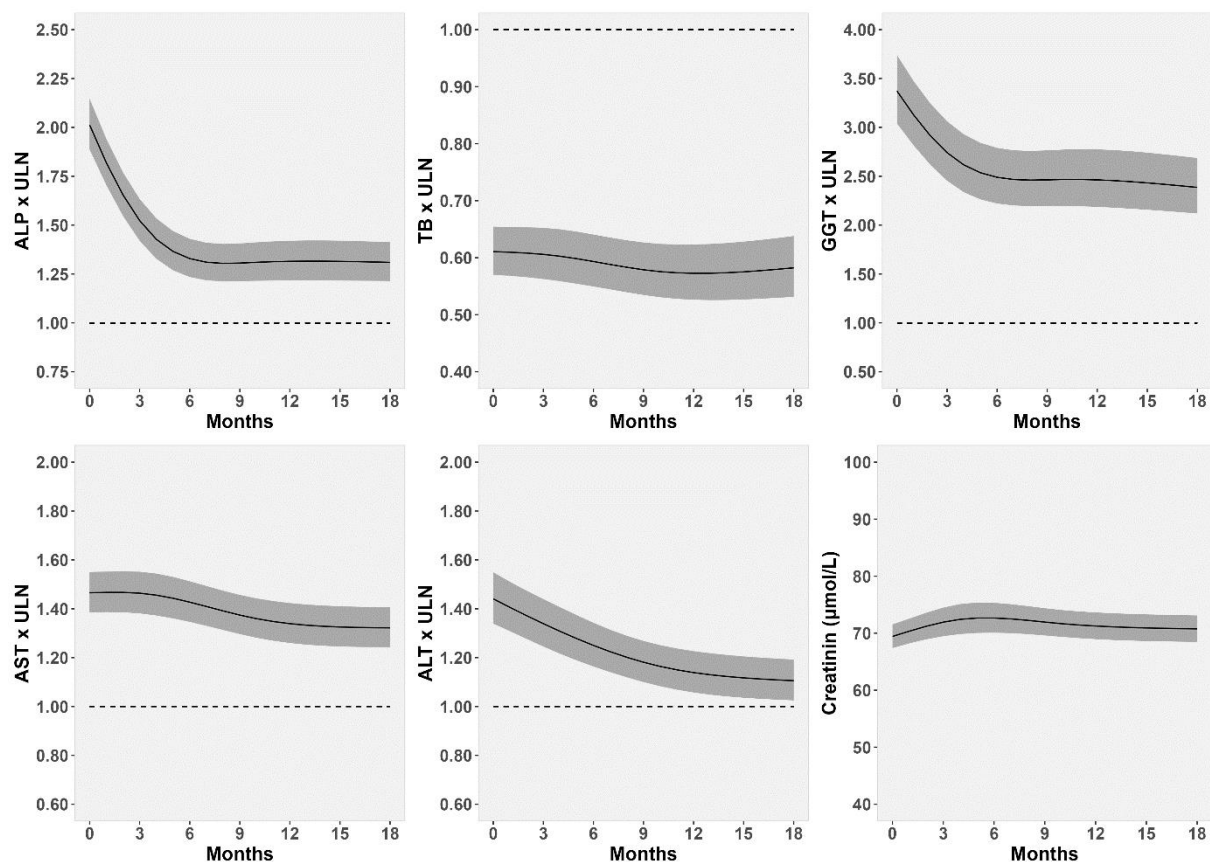 ALP x ULN
2.50
2.25
2.00
1.75
1.50
1.25
1.00
0.75
0 3 6 9 12 15 18
Months
TB x ULN
1.00
0.90
0.80
0.70
0.60
0.50
0.40
0 3 6 9 12 15 18
Months
GGT x ULN
4.00
3.50
3.00
2.50
2.00
1.50
1.00
0.50
0 3 6 9 12 15 18
Months
AST x ULN
2.00
1.80
1.60
1.40
1.20
1.00
0.80
0.60
0 3 6 9 12 15 18
Months
ALT x ULN
2.00
1.80
1.60
1.40
1.20
1.00
0.80
0.60
0 3 6 9 12 15 18
Months
Creatinin (µmol/L)
100
90
80
70
60
50
40
0 3 6 9 12 15 18
Months